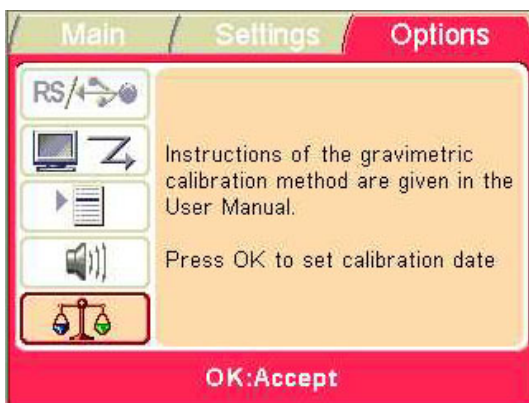 Main Settings Options
RS/
Instructions of the gravimetric
calibration method are given in the
User Manual.
Press OK to set calibration date
OK:Accept